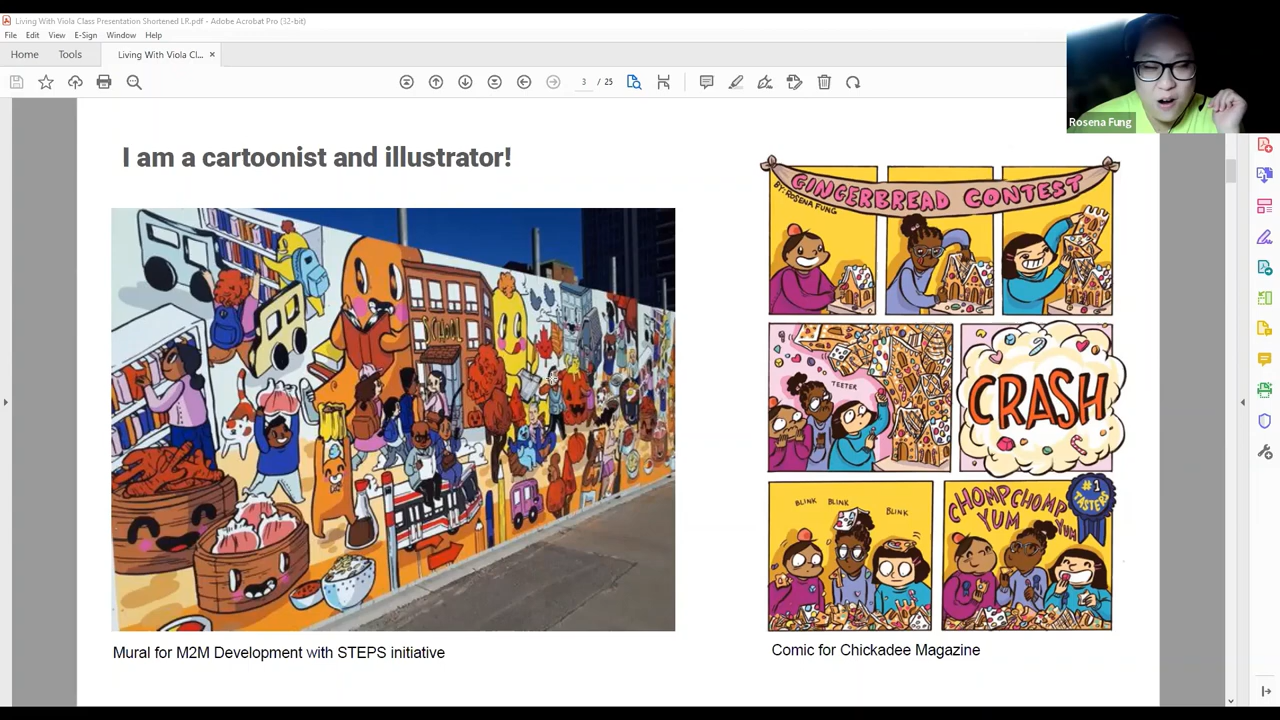 Living With Viola Class Presentation Shortened LR.pdf - Adobe Acrobat Pro (32-bit)
File Edit View E-Sign Window Help
Home Tools Living With Viola Cl... ×
3 / 25
Rosena Fung
I am a cartoonist and illustrator!
SCHOOL
GINGERBREAD CONTEST
BY: ROSENA FUNG
TEETER
CRASH
BLINK BLINK BLINK
CHOMP CHOMP
YUM YUM
#1
TASTER
Mural for M2M Development with STEPS initiative
Comic for Chickadee Magazine